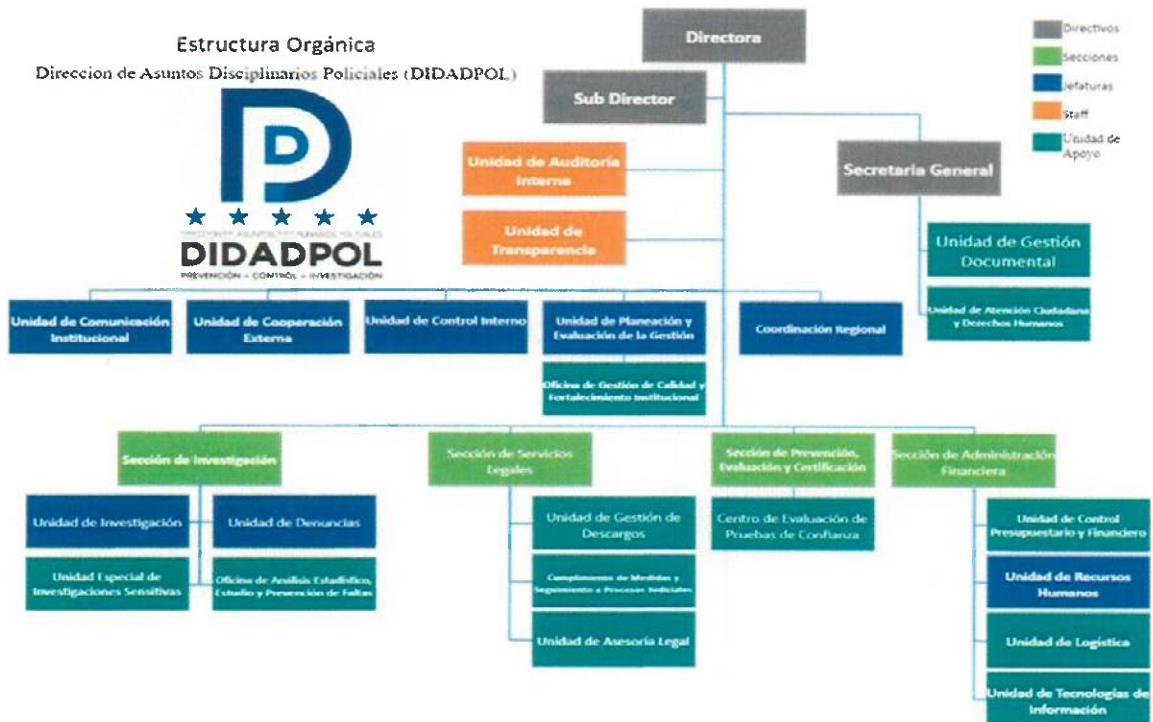 Estructura Orgánica
Direccion de Asuntos Disciplinarios Policiales (DIDADPOL)
DIDADPOL
PREVENCIÓN - CONTROL - INVESTIGACIÓN
Directora
Sub Director
Secretaria General
Directivos
Secciones
Jefaturas
Staff
Unidad de
Apoyo
Unidad de Auditoría
Interna
Unidad de
Transparencia
Unidad de Gestión
Documental
Unidad de Atención Ciudadana
y Derechos Humanos
Unidad de Comunicación
Institucional
Unidad de Cooperación
Externa
Unidad de Control Interno
Unidad de Planeación y
Evaluación de la Gestión
Coordinación Regional
Oficina de Gestión de Calidad y
Fortalecimiento Institucional
Sección de Investigación
Sección de Servicios
Legales
Sección de Prevención,
Evaluación y Certificación
Sección de Administración
Financiera
Unidad de Investigación
Unidad de Denuncias
Unidad Especial de
Investigaciones Sensitivas
Oficina de Análisis Estadístico,
Estudio y Prevención de Faltas
Unidad de Gestión de
Descargos
Cumplimiento de Medidas y
Seguimiento a Procesos Judiciales
Unidad de Asesoría Legal
Centro de Evaluación de
Pruebas de Confianza
Unidad de Control
Presupuestario y Financiero
Unidad de Recursos
Humanos
Unidad de Logística
Unidad de Tecnologías de
Información